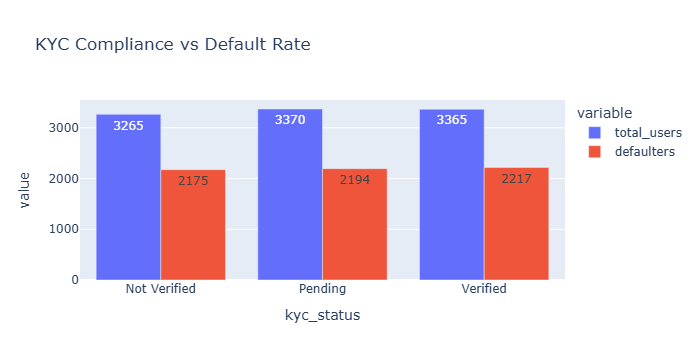 KYC Compliance vs Default Rate
value
3000
2000
1000
0
3265
2175
3370
2194
3365
2217
Not Verified
Pending
Verified
kyc_status
variable
total_users
defaulters